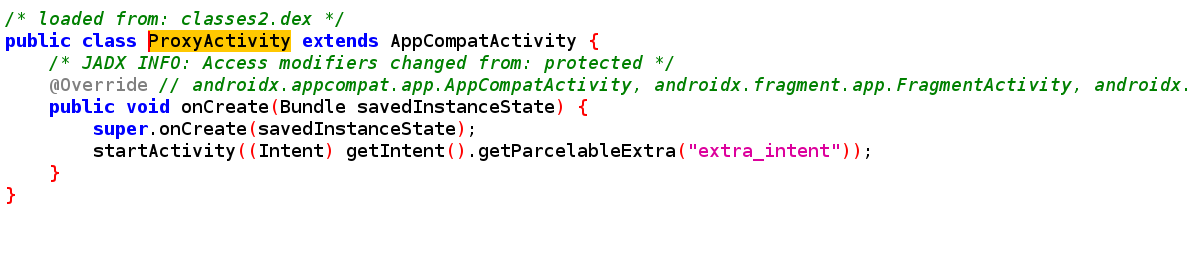 /* loaded from: classes2.dex */
public class ProxyActivity extends AppCompatActivity {
    /* JADX INFO: Access modifiers changed from: protected */
    @Override // androidx.appcompat.app.AppCompatActivity, androidx.fragment.app.FragmentActivity, androidx.
    public void onCreate(Bundle savedInstanceState) {
        super.onCreate(savedInstanceState);
        startActivity((Intent) getIntent().getParcelableExtra("extra_intent"));
    }
}